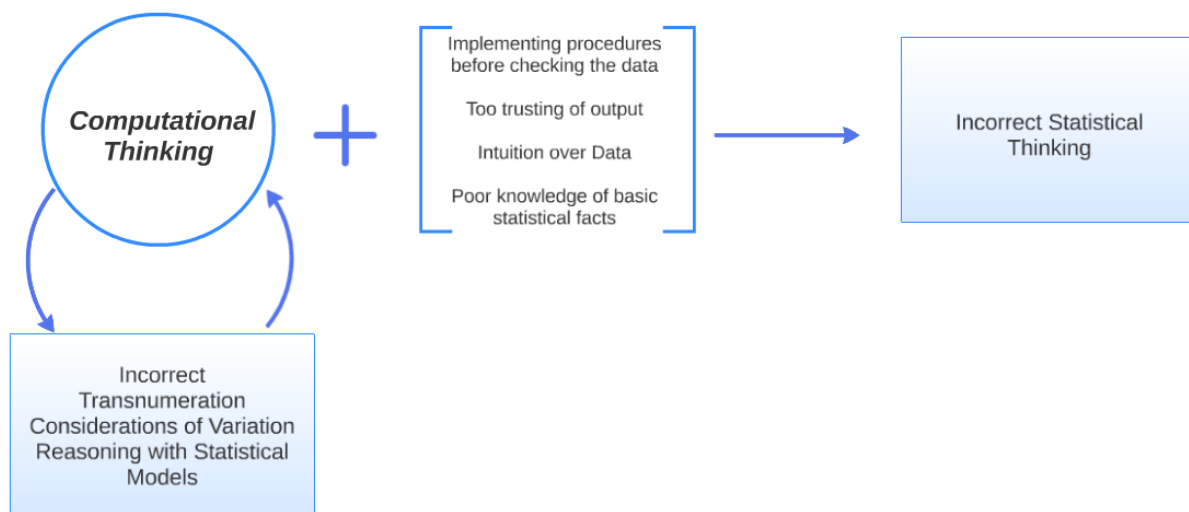 Computational
Thinking
Implementing procedures
before checking the data
Too trusting of output
Intuition over Data
Poor knowledge of basic
statistical facts
Incorrect Statistical
Thinking
Incorrect
Transnumeration
Considerations of Variation
Reasoning with Statistical
Models